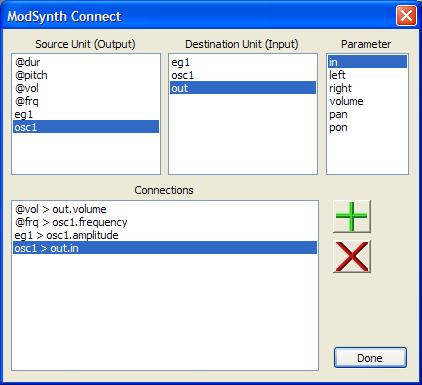 ModSynth Connect
Source Unit (Output)
@dur
@pitch
@vol
@frq
eg1
osc1
Destination Unit (Input)
eg1
osc1
out
Parameter
in
left
right
volume
pan
pon
Connections
@vol > out.volume
@frq > osc1.frequency
eg1 > osc1.amplitude
osc1 > out.in
Done